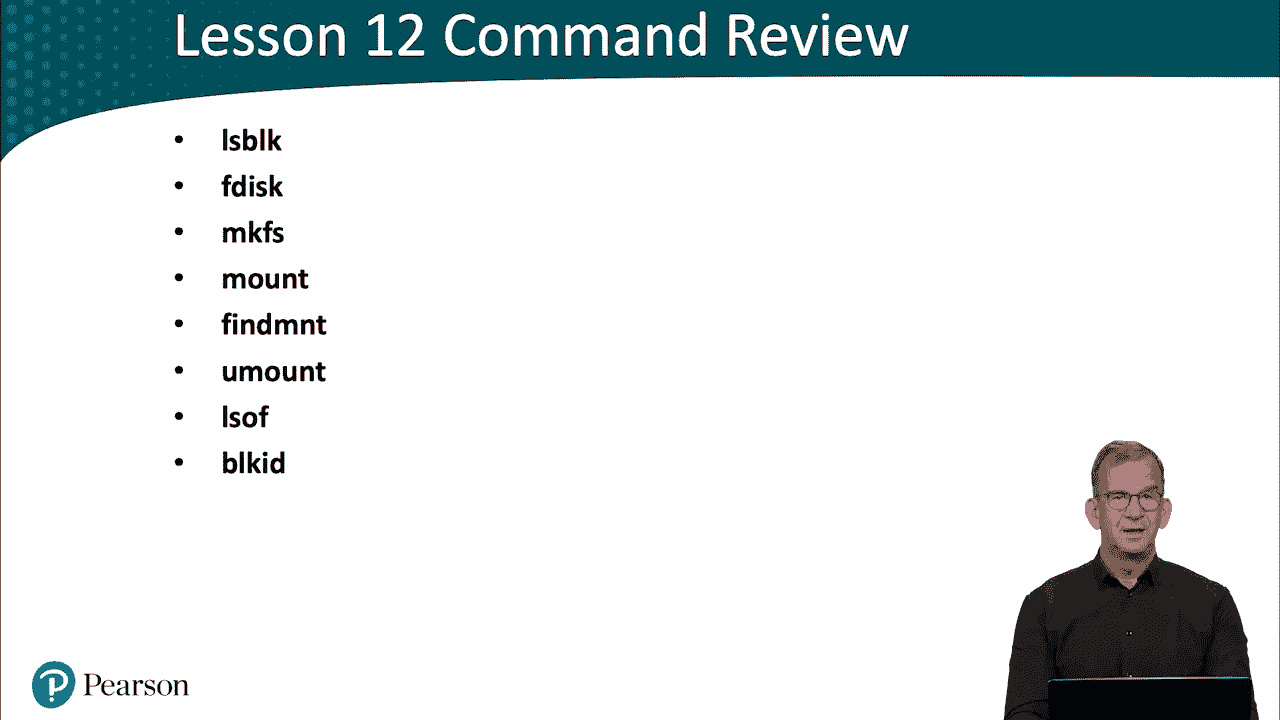 Lesson 12 Command Review
• lsblk
• fdisk
• mkfs
• mount
• findmnt
• umount
• lsof
• blkid
Pearson